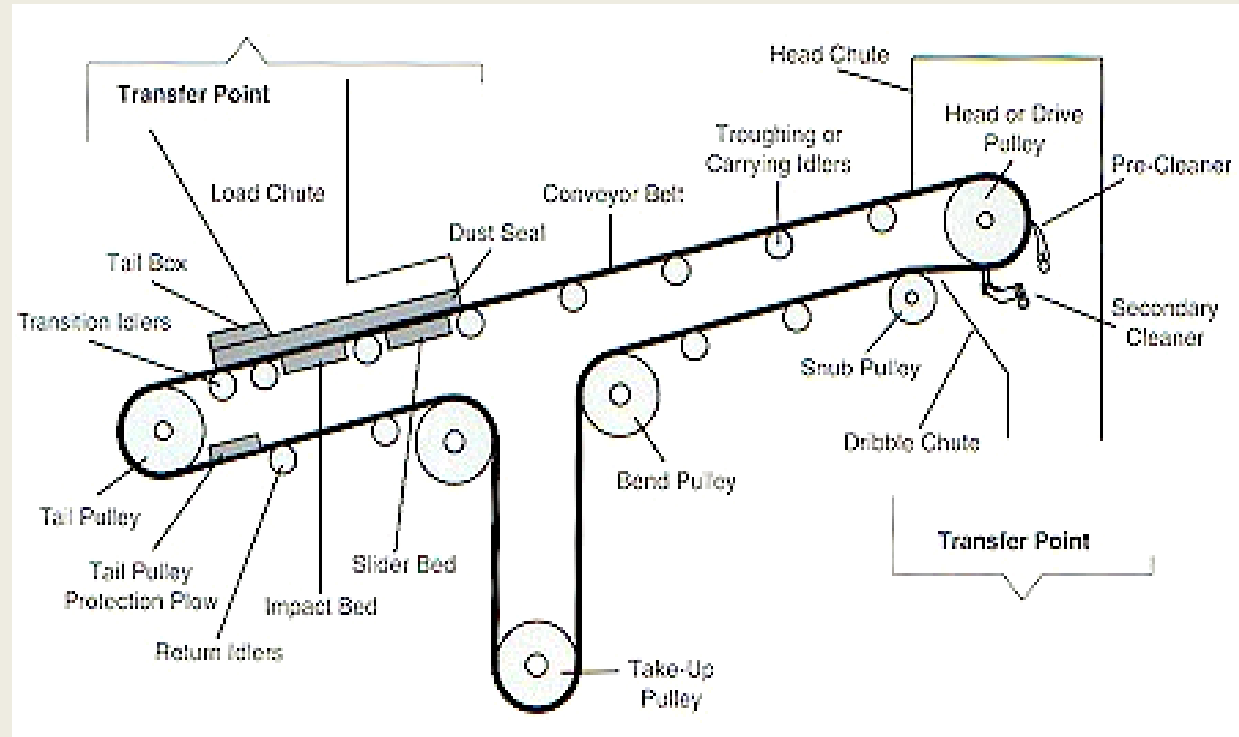 Transfer Point
Load Chute
Tail Box
Transition Idlers
Dust Seal
Conveyor Belt
Troughing or
Carrying Idlers
Head Chute
Head or Drive
Pulley
Pre-Cleaner
Secondary
Cleaner
Snub Pulley
Dribble Chute
Bend Pulley
Transfer Point
Tail Pulley
Tail Pulley
Protection Plow
Return Idlers
Impact Bed
Slider Bed
Take-Up
Pulley